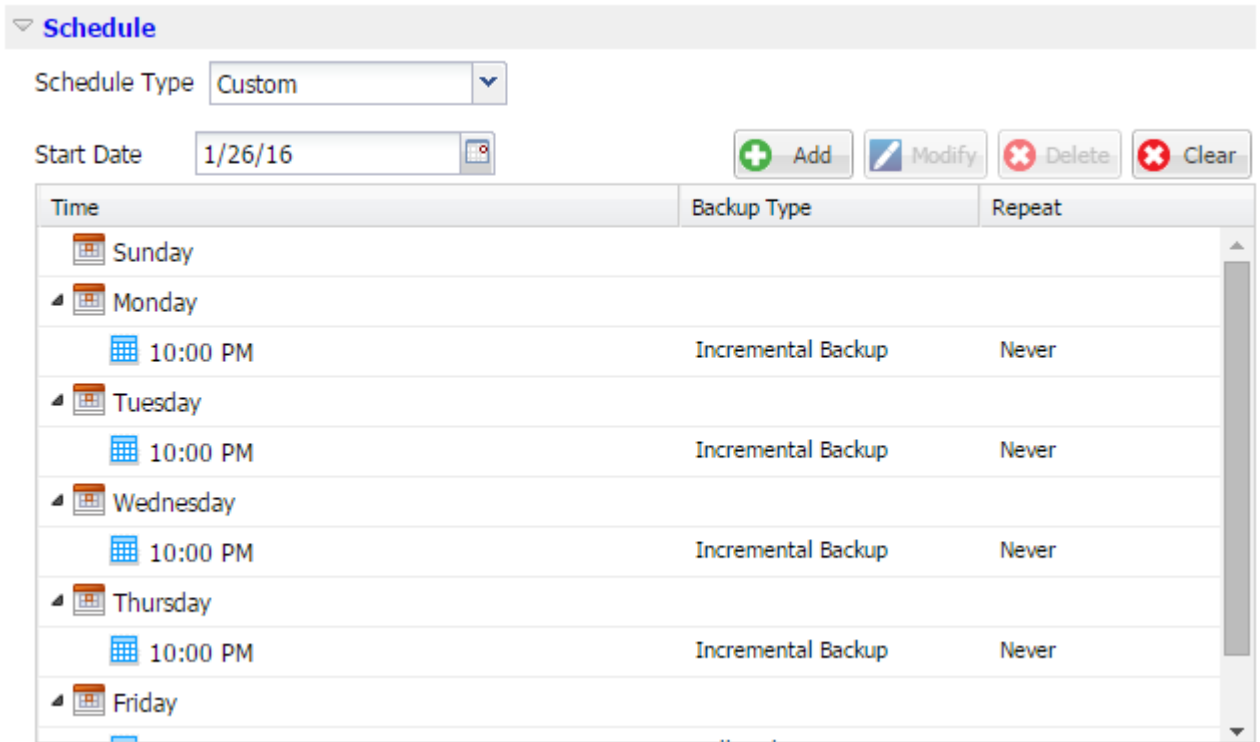 Schedule
Schedule Type Custom
Start Date 1/26/16 Add Modify Delete Clear
Time Backup Type Repeat
Sunday
Monday
10:00 PM Incremental Backup Never
Tuesday
10:00 PM Incremental Backup Never
Wednesday
10:00 PM Incremental Backup Never
Thursday
10:00 PM Incremental Backup Never
Friday